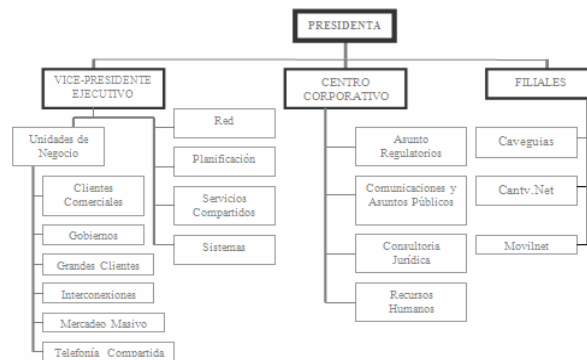 PRESIDENTA
VICE-PRESIDENTE
EJECUTIVO
CENTRO
CORPORATIVO
FILIALES
Unidades de
Negocio
Clientes
Comerciales
Gobiernos
Grandes Clientes
Interconexiones
Mercadeo Masivo
Telefonía Compartida
Red
Planificación
Servicios
Compartidos
Sistemas
Asunto
Regulatorios
Comunicaciones y
Asuntos Públicos
Consultoria
Jurídica
Recursos
Humanos
Caveguias
Cantv.Net
Movilnet